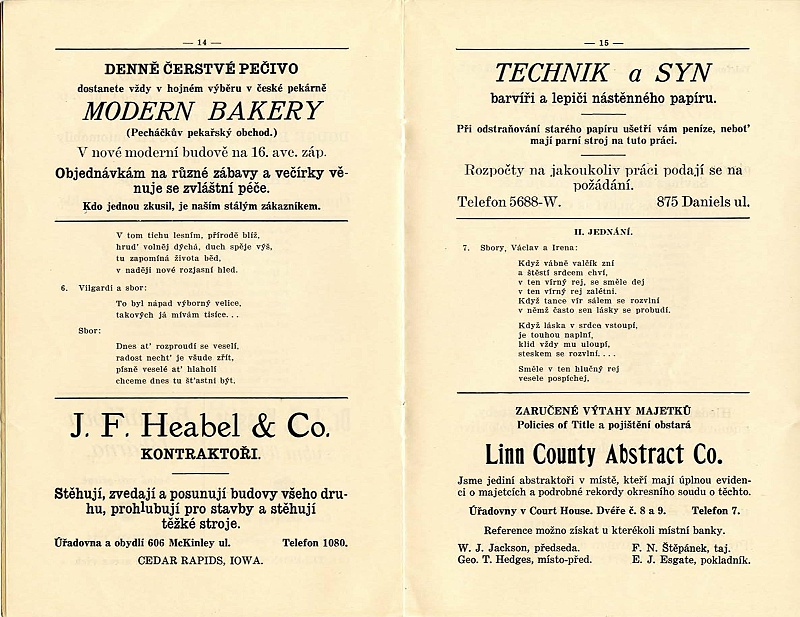 — 14 —
DENNĚ ČERSTVÉ PEČIVO
dostanete vždy v hojném výběru v české pekárně
MODERN BAKERY
(Pecháčkův pekařský obchod.)
V nové moderní budově na 16. ave. záp.
Objednávkám na různé zábavy a večírky vě-
nuje se zvláštní péče.
Kdo jednou zkusil, je naším stálým zákazníkem.
V tom tichu lesním, přírodě blíž,
hruď volněj dýchá, duch spěje výš,
tu zapomíná života běd,
v naději nové rozjasní hled.
6. Vilgardi a sbor:
To byl nápad výborný velice,
takových já mívám tisíce...
Sbor:
Dnes ať rozproudí se veselí,
radost nechť je všude zřít,
písně veselé ať hlaholí
chceme dnes tu šťastni být.
J. F. Heabel & Co.
KONTRAKTOŘI.
Stěhují, zvedají a posunují budovy všeho dru-
hu, prohlubují pro stavby a stěhují
těžké stroje.
Úřadovna a obydlí 606 McKinley ul. Telefon 1080.
CEDAR RAPIDS, IOWA.
— 15 —
TECHNIK a SYN
barvíři a lepiči nástěnného papíru.
Při odstraňování starého papíru ušetří vám peníze, neboť
mají parní stroj na tuto práci.
Rozpočty na jakoukoliv práci podají se na
požádání.
Telefon 5688-W. 875 Daniels ul.
II. JEDNÁNÍ.
7. Sbory, Václav a Irena:
Když vábně valčík zní
a štěstí srdcem chví,
v ten vírný rej, se směle dej
v ten vírný rej zalétni.
Když tance vír sálem se rozvlní
v němž často sen lásky se probudí.
Když láska v srdce vstoupí,
je touhou naplní,
klid vždy mu uloupí,
steskem se rozvlní....
Směle v ten hlučný rej
vesele pospíchej.
ZARUČENÉ VÝTAHY MAJETKŮ
Policies of Title a pojištění obstará
Linn County Abstract Co.
Jsme jediní abstraktoři v místě, kteří mají úplnou eviden-
ci o majetcích a podrobné rekordy okresního soudu o těchto.
Úřadovny v Court House. Dvéře č. 8 a 9. Telefon 7.
Reference možno získat u kterékoli místní banky.
W. J. Jackson, předseda. F. N. Štěpánek, taj.
Geo. T. Hedges, místo-před. E. J. Esgate, pokladník.